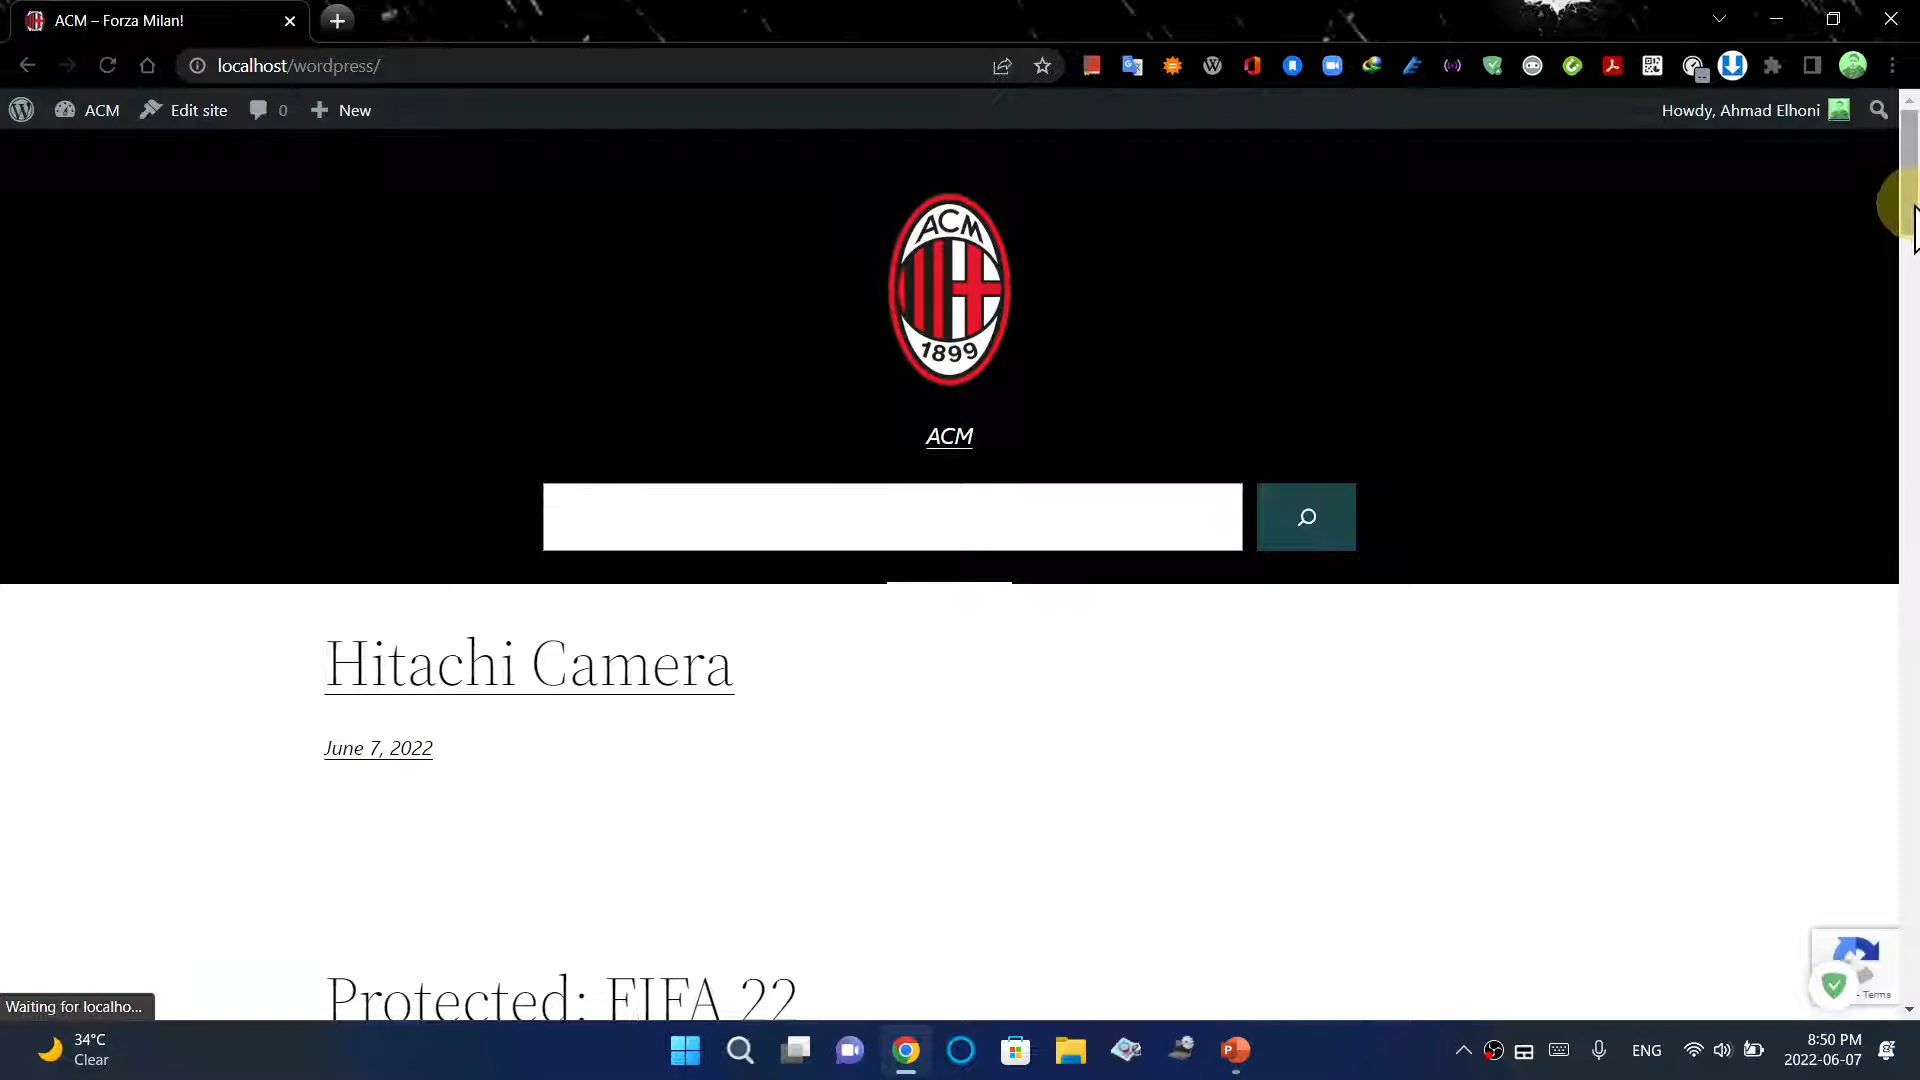 ACM – Forza Milan!
localhost/wordpress/
ACM
Edit site
0
New
Howdy, Ahmad Elhoni
ACM
1899
ACM
Hitachi Camera
June 7, 2022
Protected: FIFA 22
- Terms
Waiting for localho...
34°C
Clear
ENG
8:50 PM
2022-06-07